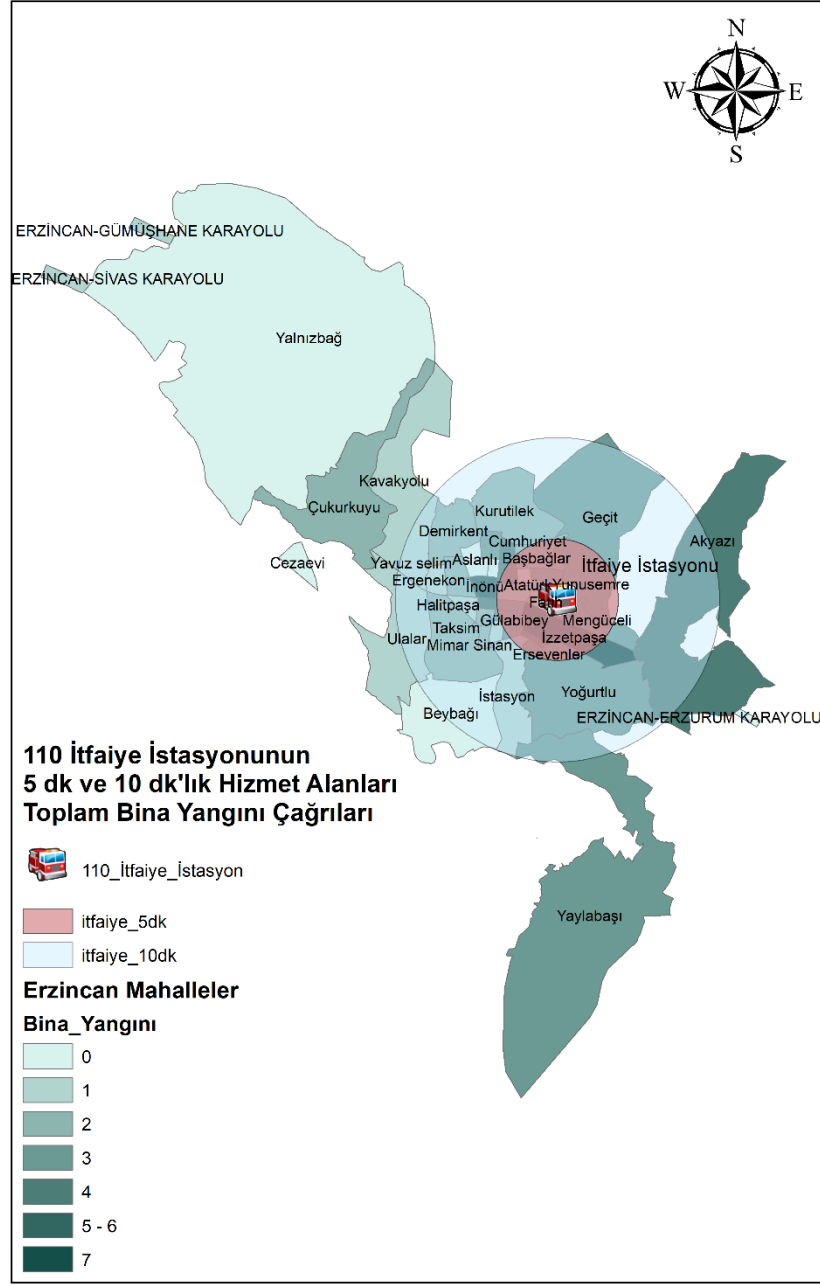 N
W
E
S
ERZİNCAN-GÜMÜŞHANE KARAYOLU
ERZİNCAN-SİVAS KARAYOLU
Yalnızbağ
Kavakyolu
Çukurkuyu
Kurutilek
Geçit
Demirkent
Cumhuriyet
Akyazı
Cezaevi
Yavuz selim
Aslanlı
Başbağlar
İtfaiye İstasyonu
Ergenekon
İnönü
Atatürk
Yunusemre
Halitpaşa
Fatih
Gülabibey
Mengüceli
Taksim
Ulalar
Mimar Sinan
İzzetpaşa
Ersevenler
İstasyon
Yoğurtlu
Beybağı
ERZİNCAN-ERZURUM KARAYOLU
110 İtfaiye İstasyonunun
5 dk ve 10 dk'lık Hizmet Alanları
Toplam Bina Yangını Çağrıları
110_İtfaiye_İstasyon
itfaiye_5dk
itfaiye_10dk
Yaylabaşı
Erzincan Mahalleler
Bina_Yangını
0
1
2
3
4
5 - 6
7